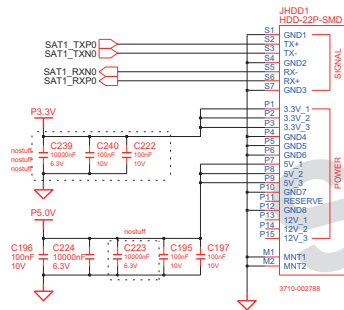 JHDD1
HDD-22P-SMD
S1 GND1
SAT1_TXP0 S2 TX+
SAT1_TXN0 S3 TX-
S4 GND2
SAT1_RXN0 S5 RX-
SAT1_RXP0 S6 RX+
S7 GND3
SIGNAL
P3.3V
P1 3.3V_1
P2 3.3V_2
P3 3.3V_3
P4 GND4
P5 GND5
P6 GND6
P7 5V_1
P8 5V_2
P9 5V_3
P10 GND7
P11 RESERVE
P12 GND8
P13 12V_1
P14 12V_2
P15 12V_3
POWER
M1 MNT1
M2 MNT2
3710-002788
nostuff
nostuff
nostuff
C239 C240 C222
10000nF 100nF 100nF
6.3V 10V 10V
P5.0V
nostuff
C196 C224 C223 C195 C197
100nF 10000nF 10000nF 100nF 100nF
10V 6.3V 6.3V 10V 10V